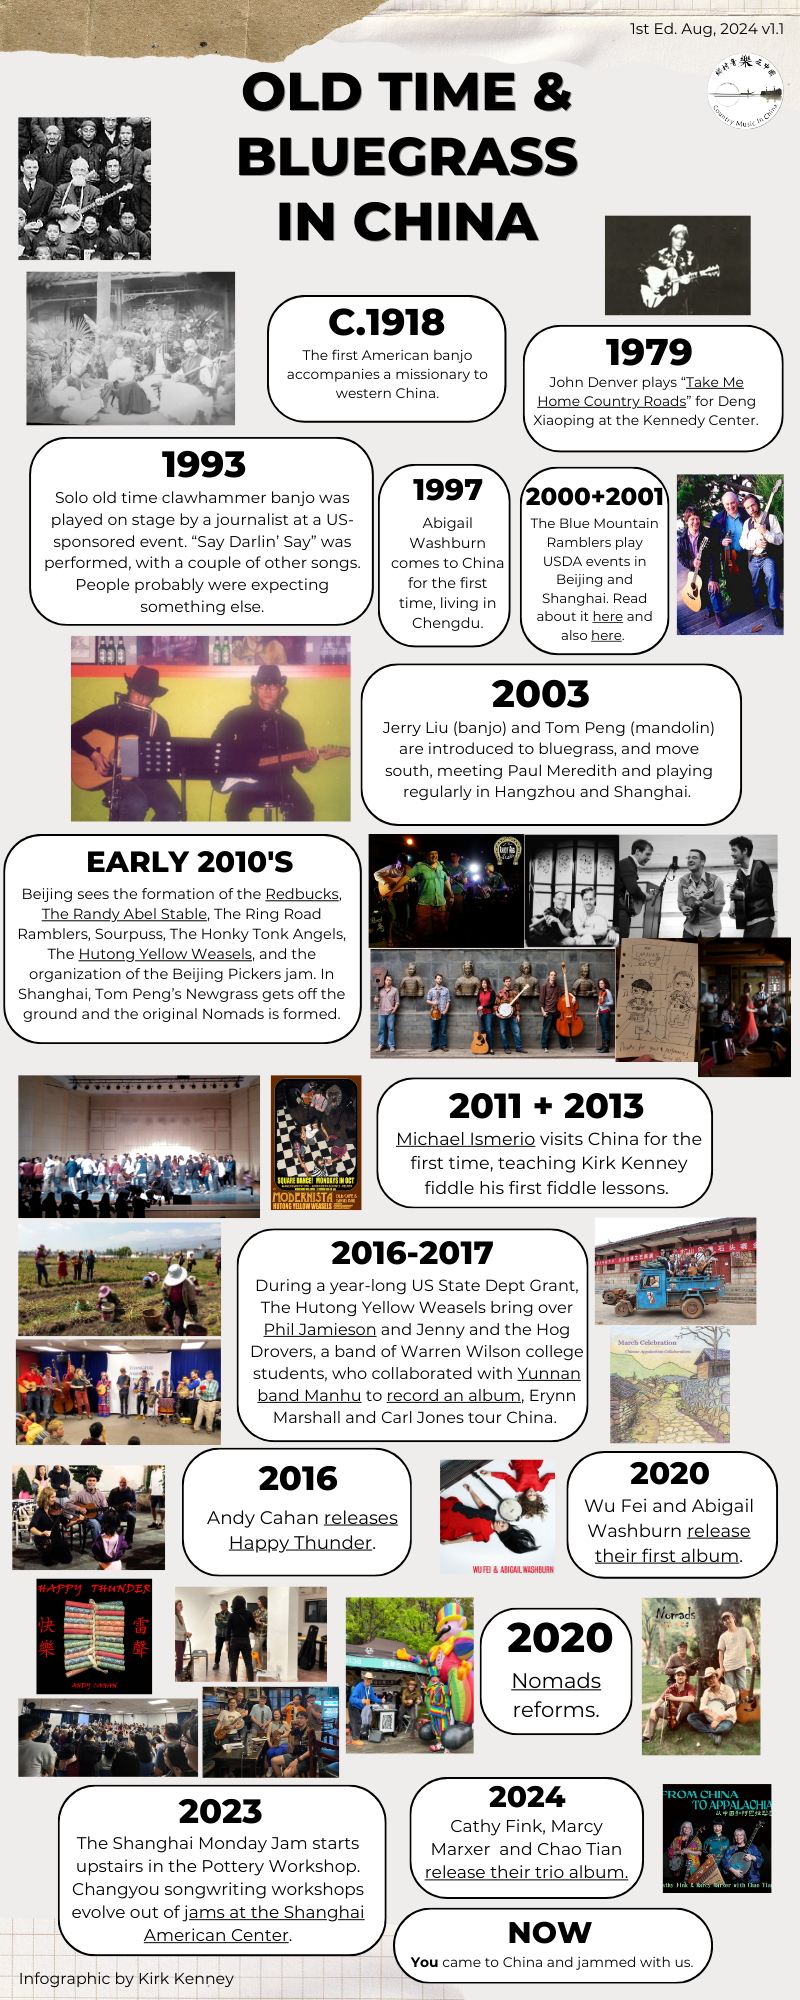 1st Ed. Aug, 2024 v1.1
Country Music In China
OLD TIME &
BLUEGRASS
IN CHINA
C.1918
The first American banjo
accompanies a missionary to
western China.
1979
John Denver plays “Take Me
Home Country Roads” for Deng
Xiaoping at the Kennedy Center.
1993
Solo old time clawhammer banjo was
played on stage by a journalist at a US-
sponsored event. “Say Darlin’ Say” was
performed, with a couple of other songs.
People probably were expecting
something else.
1997
Abigail
Washburn
comes to China
for the first
time, living in
Chengdu.
2000+2001
The Blue Mountain
Ramblers play
USDA events in
Beijing and
Shanghai. Read
about it here and
also here.
2003
Jerry Liu (banjo) and Tom Peng (mandolin)
are introduced to bluegrass, and move
south, meeting Paul Meredith and playing
regularly in Hangzhou and Shanghai.
EARLY 2010'S
Beijing sees the formation of the Redbucks,
The Randy Abel Stable, The Ring Road
Ramblers, Sourpuss, The Honky Tonk Angels,
The Hutong Yellow Weasels, and the
organization of the Beijing Pickers jam. In
Shanghai, Tom Peng’s Newgrass gets off the
ground and the original Nomads is formed.
SQUARE DANCE! MONDAYS IN OCT
MODERNISTA
HUTONG YELLOW WEASELS
2011 + 2013
Michael Ismerio visits China for the
first time, teaching Kirk Kenney
fiddle his first fiddle lessons.
2016-2017
During a year-long US State Dept Grant,
The Hutong Yellow Weasels bring over
Phil Jamieson and Jenny and the Hog
Drovers, a band of Warren Wilson college
students, who collaborated with Yunnan
band Manhu to record an album, Erynn
Marshall and Carl Jones tour China.
March Celebration
Chinese Appalachian Collaborations
2016
Andy Cahan releases
Happy Thunder.
WU FEI & ABIGAIL WASHBURN
2020
Wu Fei and Abigail
Washburn release
their first album.
HAPPY THUNDER
快 雷
樂 聲
ANDY CAHAN
2020
Nomads
reforms.
Nomads
2023
The Shanghai Monday Jam starts
upstairs in the Pottery Workshop.
Changyou songwriting workshops
evolve out of jams at the Shanghai
American Center.
2024
Cathy Fink, Marcy
Marxer and Chao Tian
release their trio album.
FROM CHINA
TO APPALACHIA
NOW
You came to China and jammed with us.
Infographic by Kirk Kenney